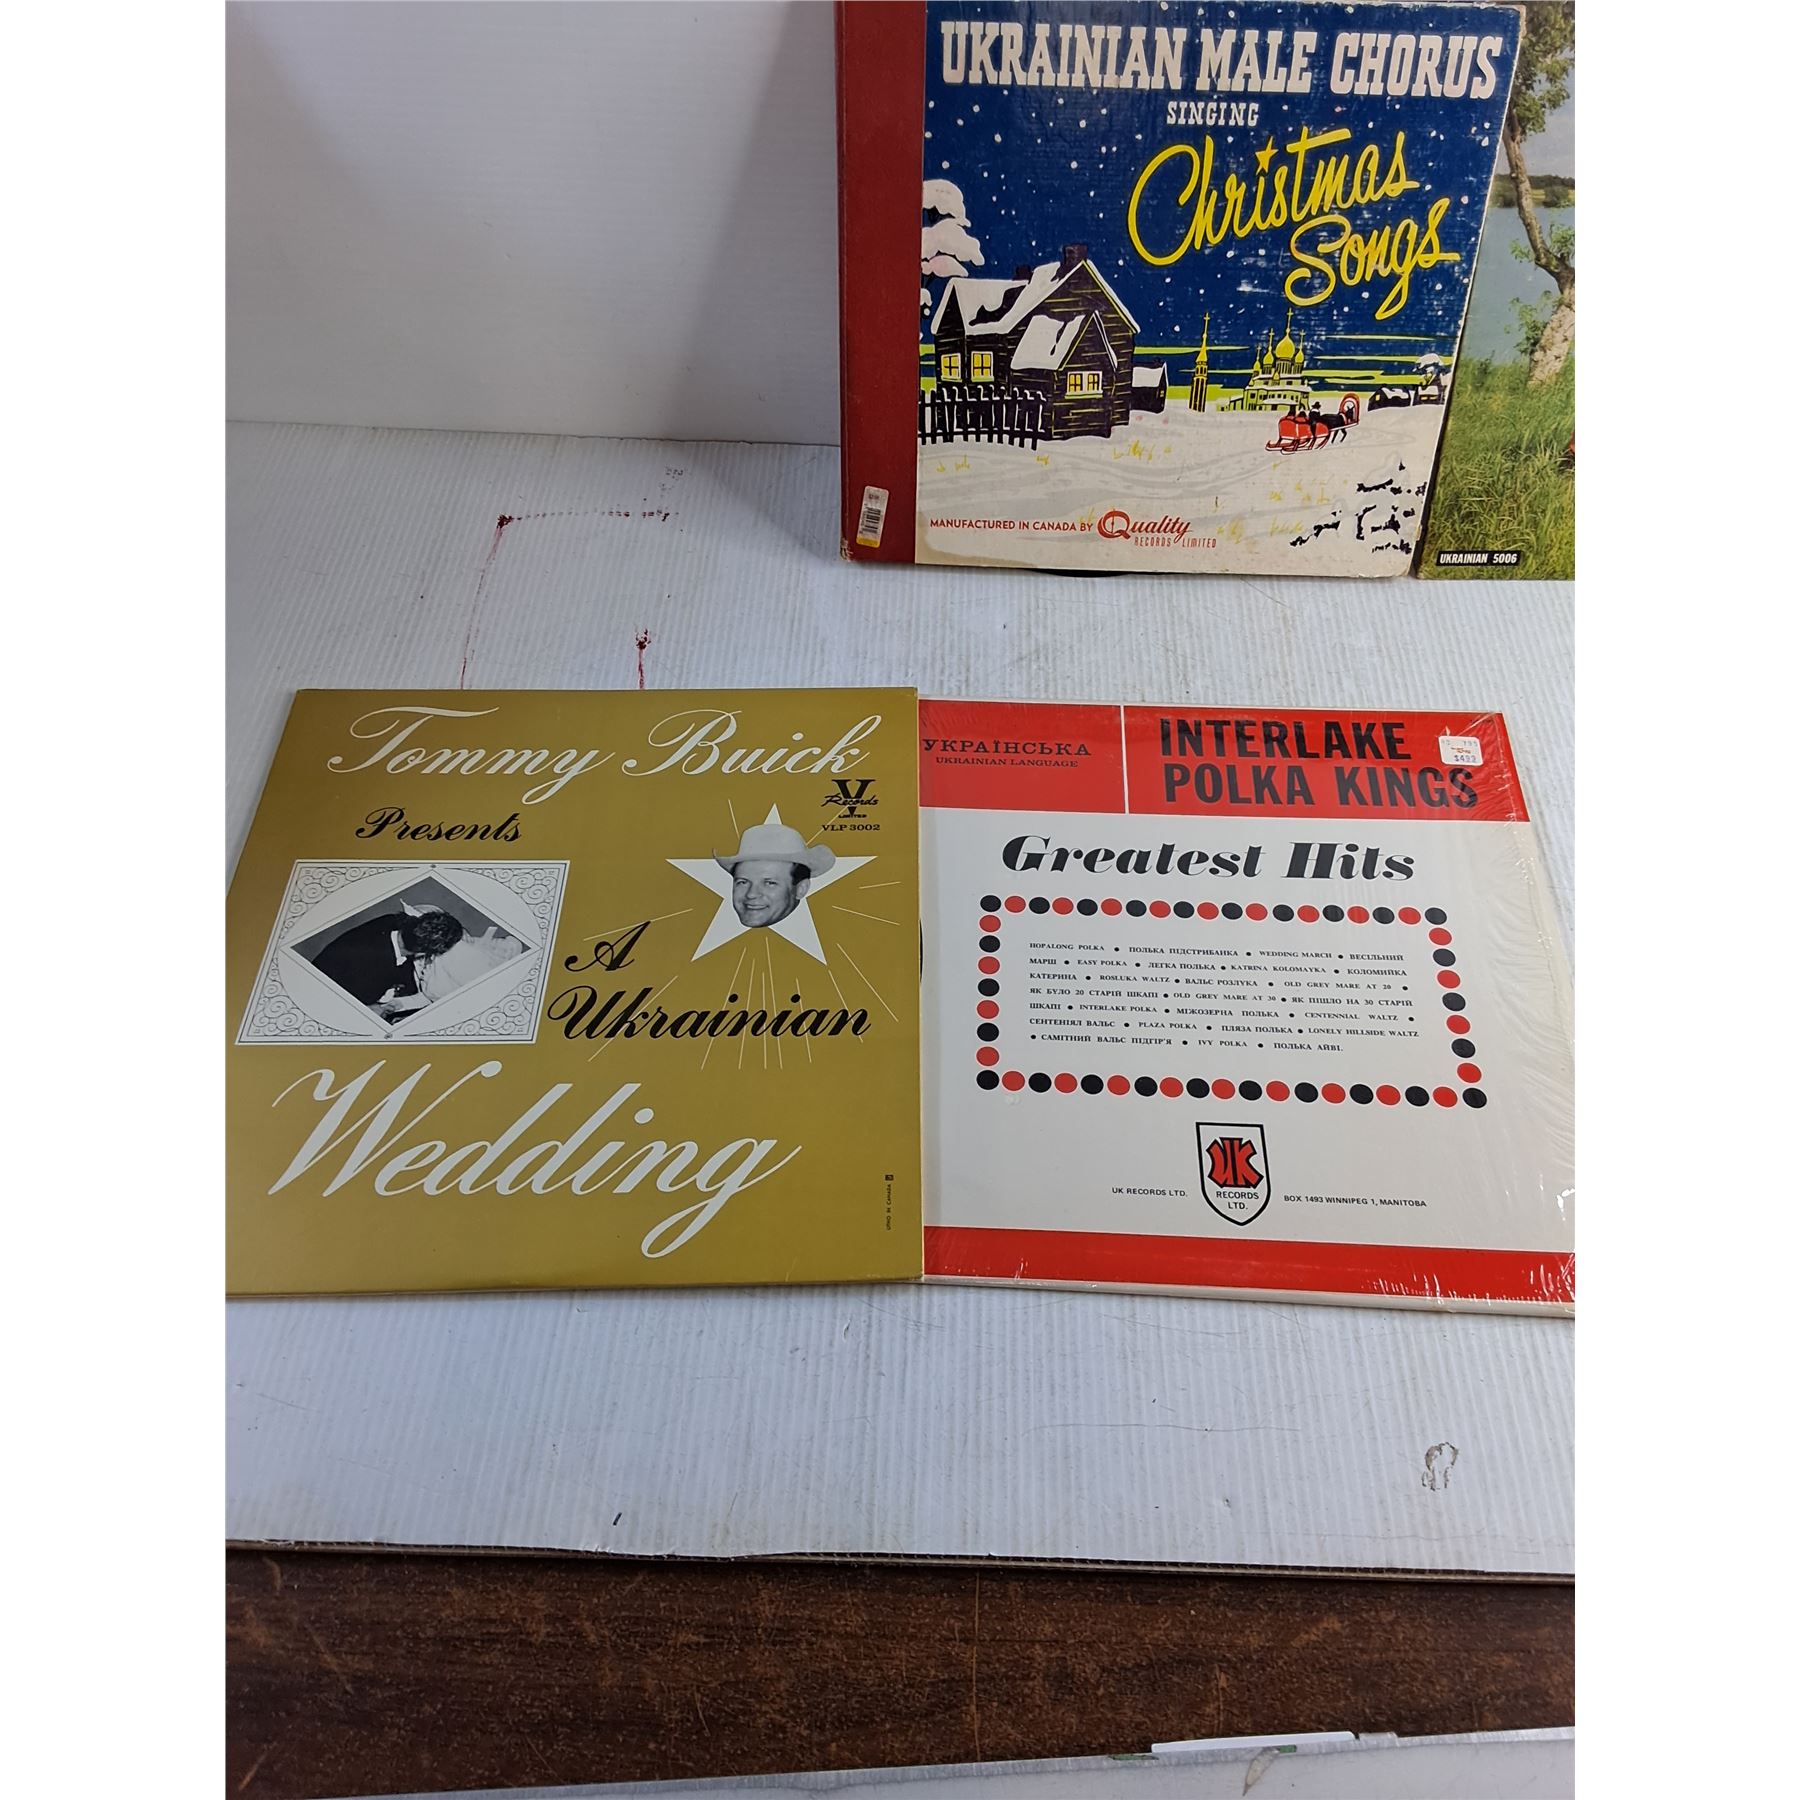 UKRAINIAN MALE CHORUS
SINGING
Christmas
Songs
MANUFACTURED IN CANADA BY Quality
RECORDS LIMITED
UKRAINIAN 5006
Tommy Buick
Presents
V
Records
LIMITED
VLP 3002
A
Ukrainian
Wedding
LITHO IN CANADA
УКРАЇНСЬКА
UKRAINIAN LANGUAGE
INTERLAKE
POLKA KINGS
$4.99
Greatest Hits
HOPALONG POLKA • ПОЛЬКА ПІДСТРИБАНКА • WEDDING MARCH • ВЕСІЛЬНИЙ
МАРШ • EASY POLKA • ЛЕГКА ПОЛЬКА • KATRINA KOLOMAYKA • КОЛОМИЙКА
КАТЕРИНА • ROSLUKA WALTZ • ВАЛЬС РОЗЛУКА • OLD GREY MARE AT 20 •
ЯК БУЛО 20 СТАРІЙ ШКАПІ • OLD GREY MARE AT 30 • ЯК ПІШЛО НА 30 СТАРІЙ
ШКАПІ • INTERLAKE POLKA • МІЖОЗЕРНА ПОЛЬКА • CENTENNIAL WALTZ •
СЕНТЕНІЯЛ ВАЛЬС • PLAZA POLKA • ПЛЯЗА ПОЛЬКА • LONELY HILLSIDE WALTZ
• САМІТНИЙ ВАЛЬС ПІДГІР'Я • IVY POLKA • ПОЛЬКА АЙВІ.
UK
RECORDS
LTD.
UK RECORDS LTD.
BOX 1493 WINNIPEG 1, MANITOBA